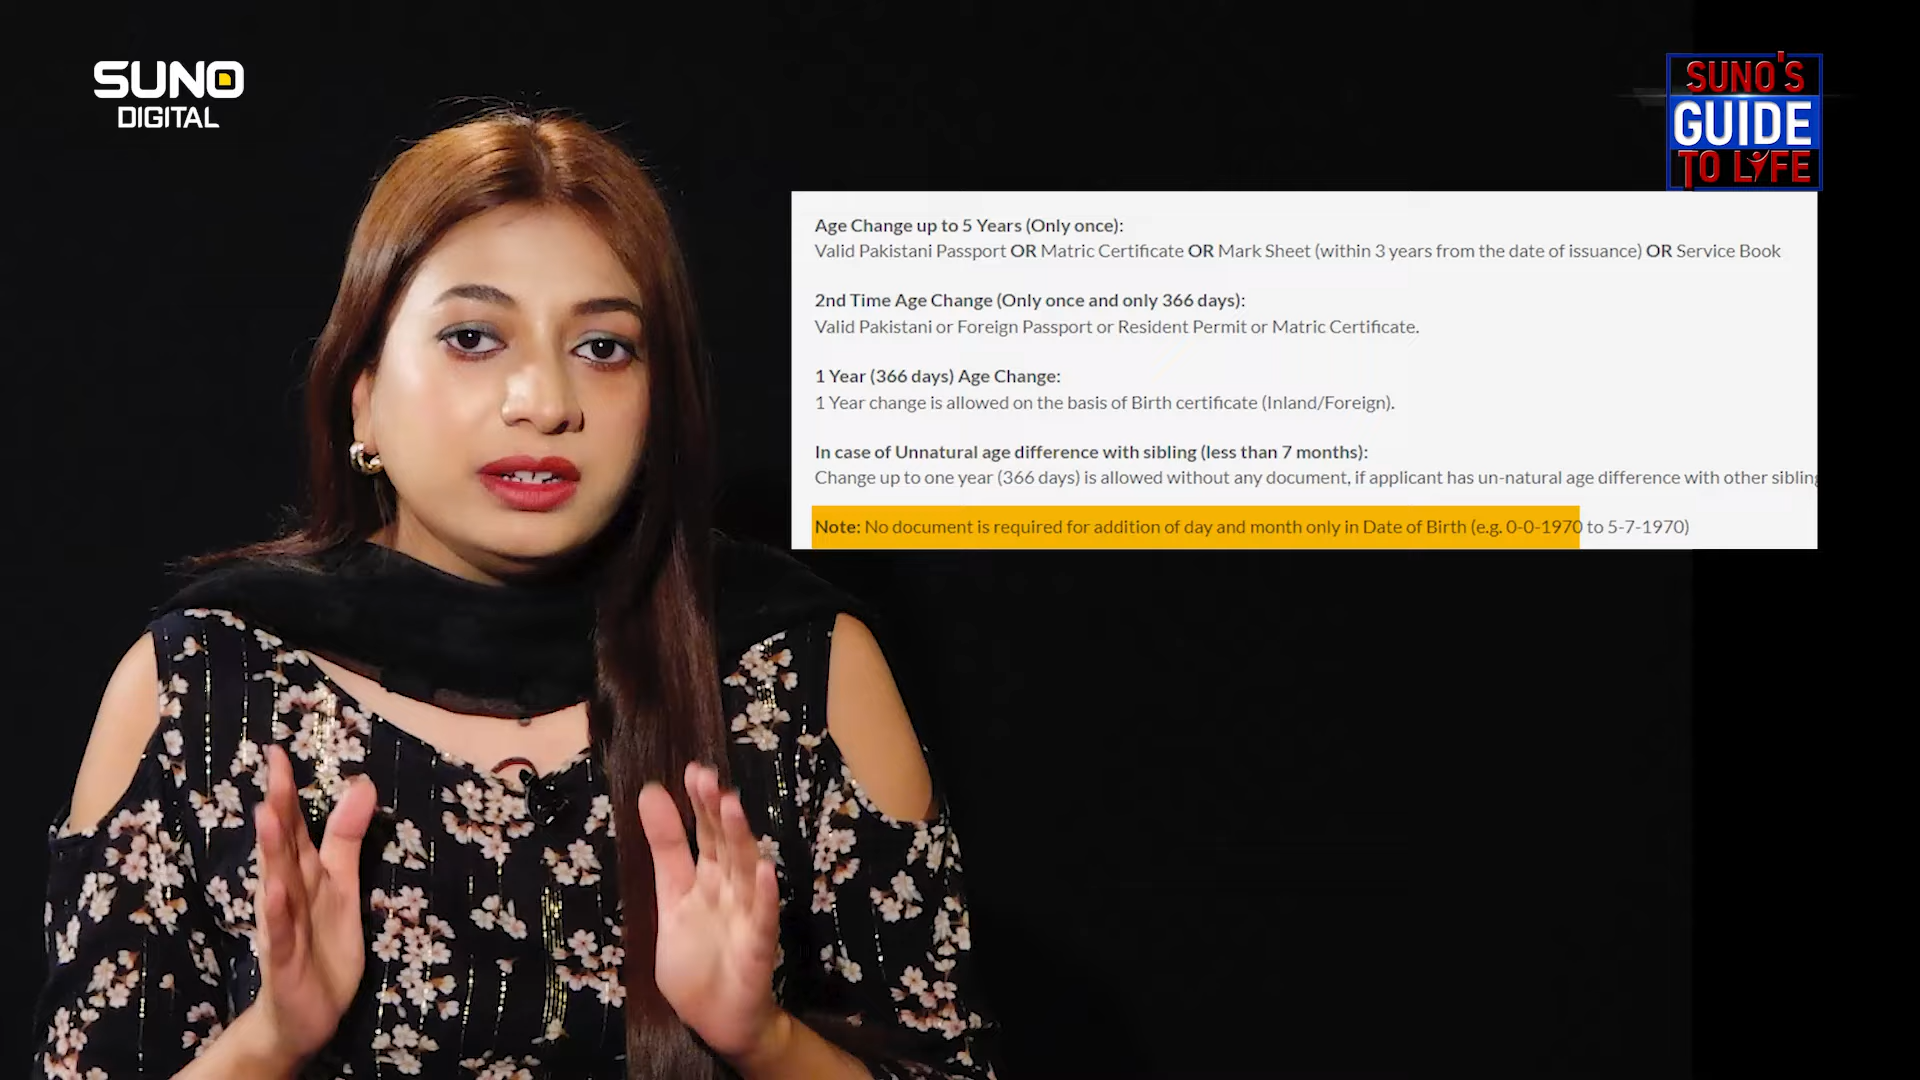 SUNO
DIGITAL
SUNO'S
GUIDE
TO LIFE
Age Change up to 5 Years (Only once):
Valid Pakistani Passport OR Matric Certificate OR Mark Sheet (within 3 years from the date of issuance) OR Service Book
2nd Time Age Change (Only once and only 366 days):
Valid Pakistani or Foreign Passport or Resident Permit or Matric Certificate.
1 Year (366 days) Age Change:
1 Year change is allowed on the basis of Birth certificate (Inland/Foreign).
In case of Unnatural age difference with sibling (less than 7 months):
Change up to one year (366 days) is allowed without any document, if applicant has un-natural age difference with other sibling
Note: No document is required for addition of day and month only in Date of Birth (e.g. 0-0-1970 to 5-7-1970)